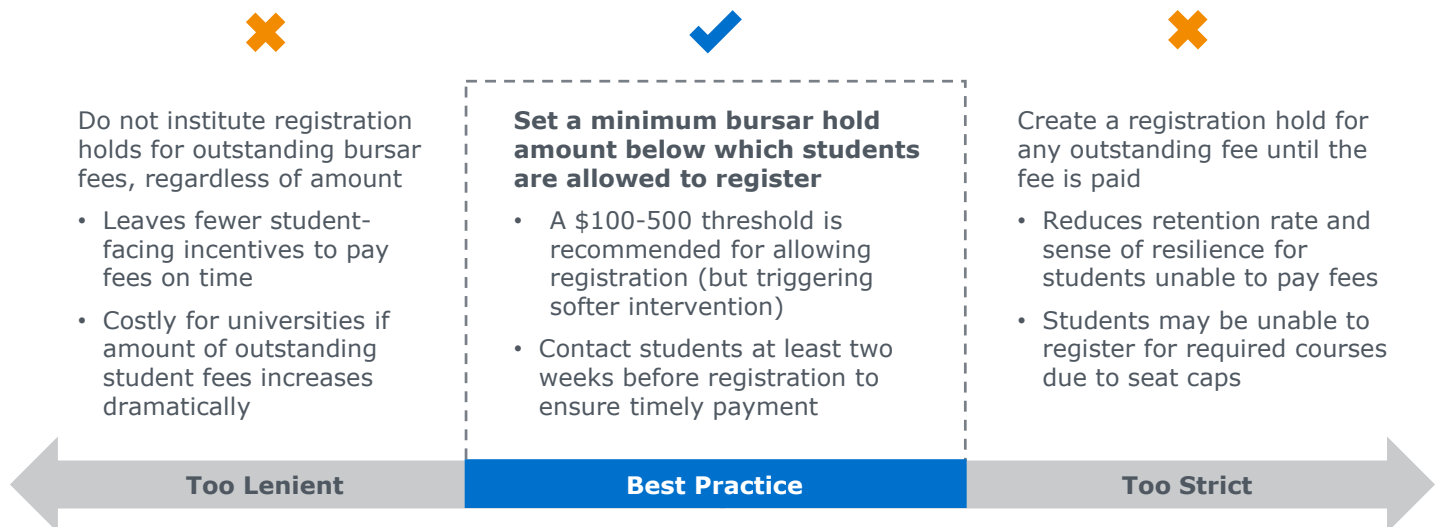 Do not institute registration
holds for outstanding bursar
fees, regardless of amount
• Leaves fewer student-
facing incentives to pay
fees on time
• Costly for universities if
amount of outstanding
student fees increases
dramatically
Set a minimum bursar hold
amount below which students
are allowed to register
• A $100-500 threshold is
recommended for allowing
registration (but triggering
softer intervention)
• Contact students at least two
weeks before registration to
ensure timely payment
Create a registration hold for
any outstanding fee until the
fee is paid
• Reduces retention rate and
sense of resilience for
students unable to pay fees
• Students may be unable to
register for required courses
due to seat caps
Too Lenient
Best Practice
Too Strict